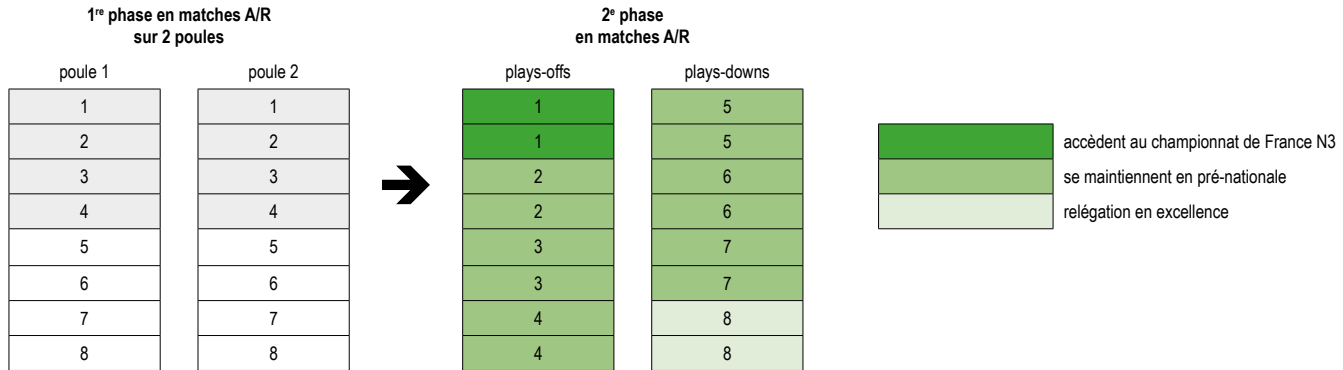 1re phase en matches A/R
sur 2 poules
2e phase
en matches A/R
poule 1 poule 2 plays-offs plays-downs
1 1 1 5
2 2 1 5 accèdent au championnat de France N3
3 3 2 6 se maintiennent en pré-nationale
4 4 2 6 relégation en excellence
5 5 3 7
6 6 3 7
7 7 4 8
8 8 4 8